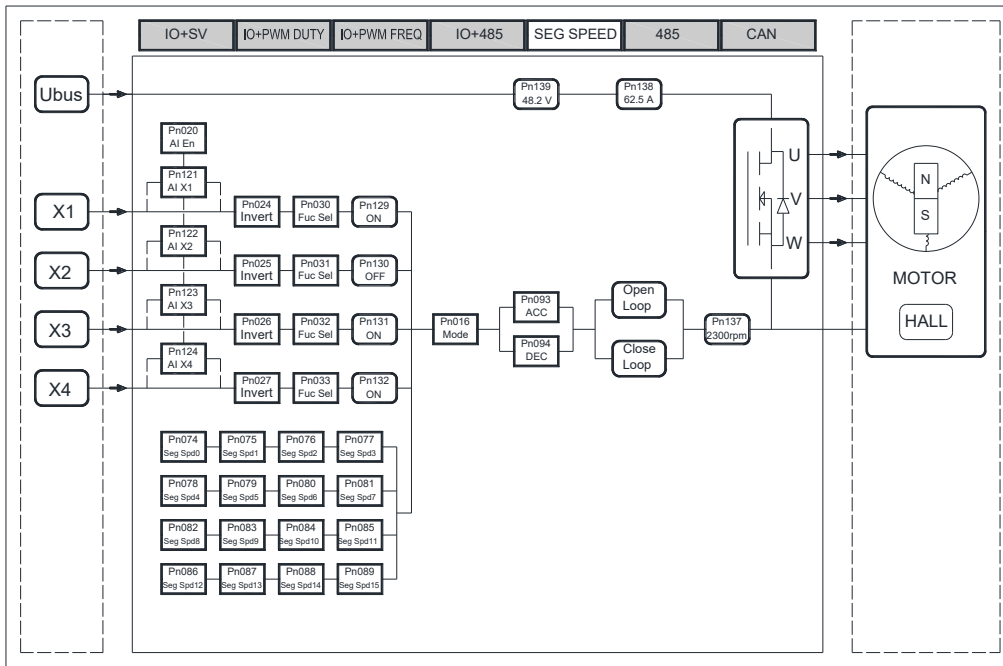 IO+SV
IO+PWM DUTY
IO+PWM FREQ
IO+485
SEG SPEED
485
CAN
Ubus
Pn139
48.2 V
Pn138
62.5 A
Pn020
AI En
Pn121
AI X1
X1
Pn024
Invert
Pn030
Fuc Sel
Pn129
ON
Pn122
AI X2
X2
Pn025
Invert
Pn031
Fuc Sel
Pn130
OFF
Pn123
AI X3
X3
Pn026
Invert
Pn032
Fuc Sel
Pn131
ON
Pn124
AI X4
X4
Pn027
Invert
Pn033
Fuc Sel
Pn132
ON
Pn016
Mode
Pn093
ACC
Pn094
DEC
Open
Loop
Close
Loop
Pn137
2300rpm
U
V
W
N
S
MOTOR
HALL
Pn074
Seg Spd0
Pn075
Seg Spd1
Pn076
Seg Spd2
Pn077
Seg Spd3
Pn078
Seg Spd4
Pn079
Seg Spd5
Pn080
Seg Spd6
Pn081
Seg Spd7
Pn082
Seg Spd8
Pn083
Seg Spd9
Pn084
Seg Spd10
Pn085
Seg Spd11
Pn086
Seg Spd12
Pn087
Seg Spd13
Pn088
Seg Spd14
Pn089
Seg Spd15